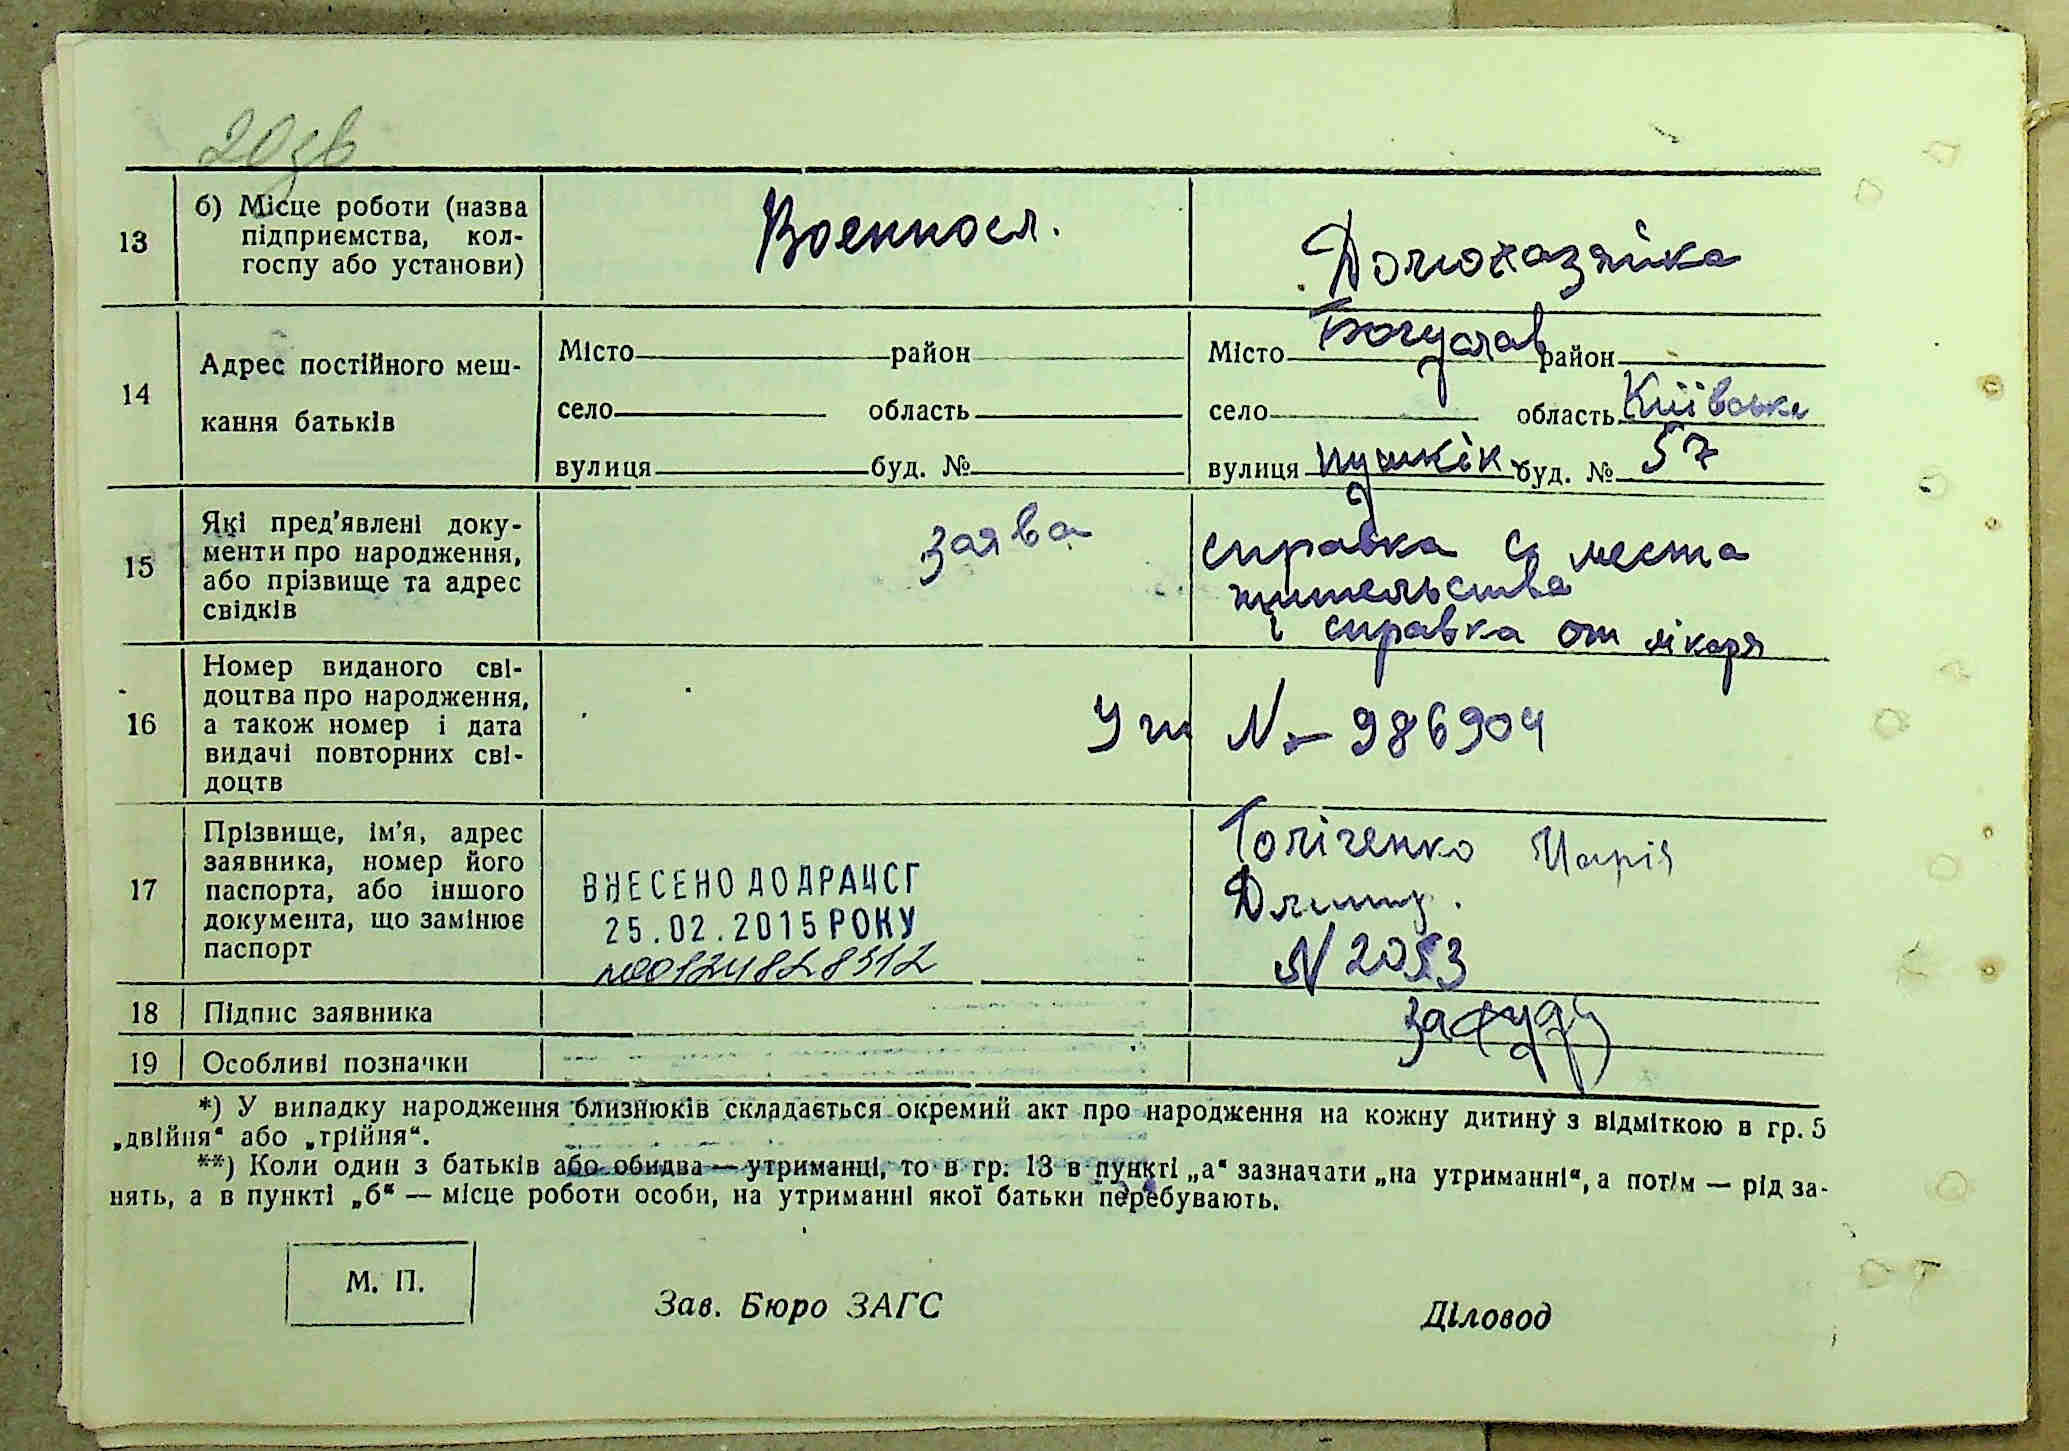 20зв
13
б) Місце роботи (назва
підприємства, кол-
госпу або установи)
Военносл.
Домохазяйка
14
Адрес постійного меш-
кання батьків
Місто район
село область
вулиця буд. №
Місто Богуслав район
село область Київська
вулиця пушкін буд. № 57
15
Які пред'явлені доку-
менти про народження,
або прізвище та адрес
свідків
заява
справка с места
жительства
і справка от лікаря
16
Номер виданого сві-
доцтва про народження,
а також номер і дата
видачі повторних сві-
доцтв
N 986904
17
Прізвище, ім'я, адрес
заявника, номер його
паспорта, або іншого
документа, що замінює
паспорт
ВНЕСЕНО ДО ДРАЦСГ
25.02.2015 РОКУ
№00124828512
Марія
N 2053
18 Підпис заявника
19 Особливі позначки
*) У випадку народження близнюків складається окремий акт про народження на кожну дитину з відміткою в гр. 5
„двійня“ або „трійня“.
**) Коли один з батьків або обидва — утриманці, то в гр. 13 в пункті „а“ зазначати „на утриманні“, а потім — рід за-
нять, а в пункті „б“ — місце роботи особи, на утриманні якої батьки перебувають.
М. П.
Зав. Бюро ЗАГС
Діловод